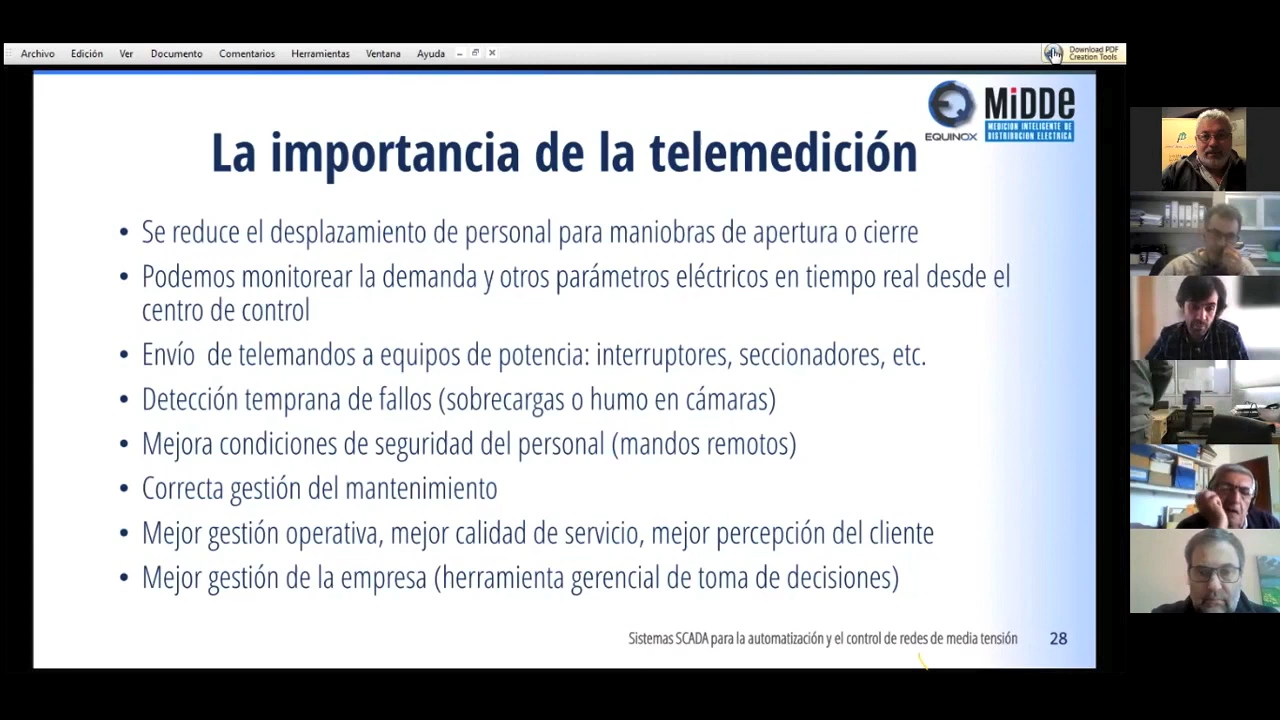 Archivo Edición Ver Documento Comentarios Herramientas Ventana Ayuda
Download PDF
Creation Tools
EQUINOX
MiDDE
MEDICION INTELIGENTE DE
DISTRIBUCION ELECTRICA
La importancia de la telemedición
• Se reduce el desplazamiento de personal para maniobras de apertura o cierre
• Podemos monitorear la demanda y otros parámetros eléctricos en tiempo real desde el
centro de control
• Envío de telemandos a equipos de potencia: interruptores, seccionadores, etc.
• Detección temprana de fallos (sobrecargas o humo en cámaras)
• Mejora condiciones de seguridad del personal (mandos remotos)
• Correcta gestión del mantenimiento
• Mejor gestión operativa, mejor calidad de servicio, mejor percepción del cliente
• Mejor gestión de la empresa (herramienta gerencial de toma de decisiones)
Sistemas SCADA para la automatización y el control de redes de media tensión 28